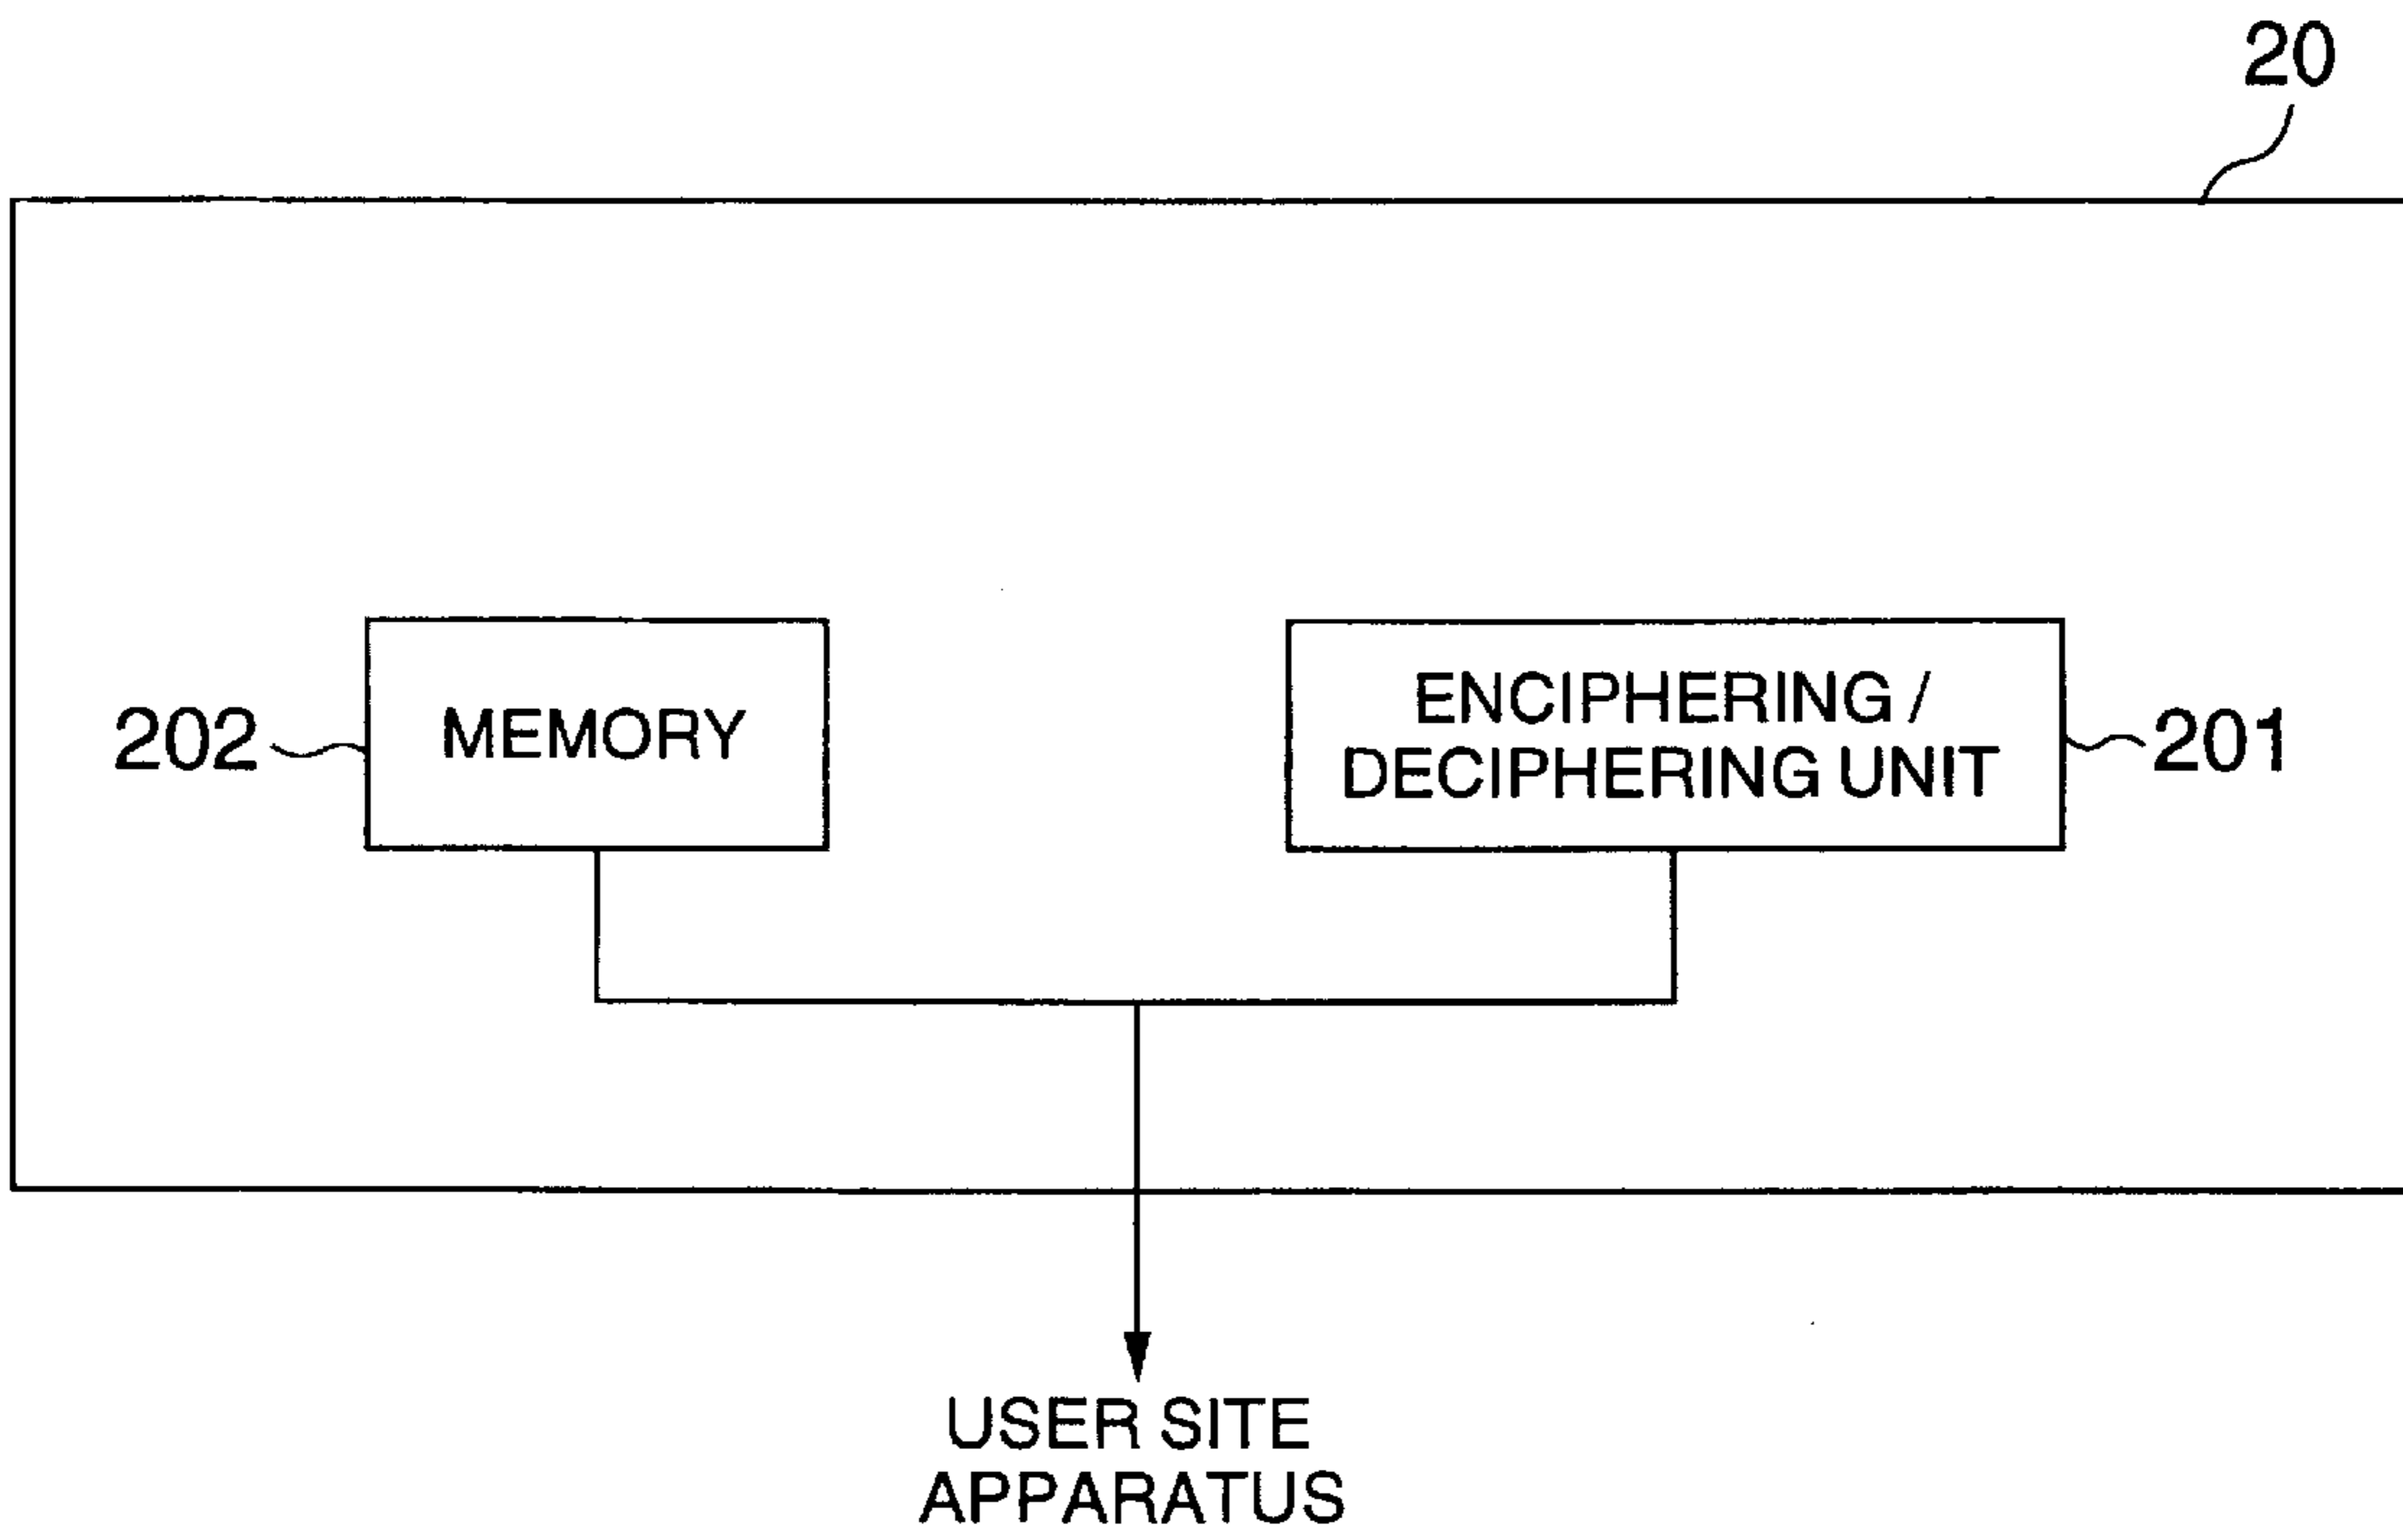 20
202
MEMORY
ENCIPHERING /
DECIPHERING UNIT
201
USER SITE
APPARATUS